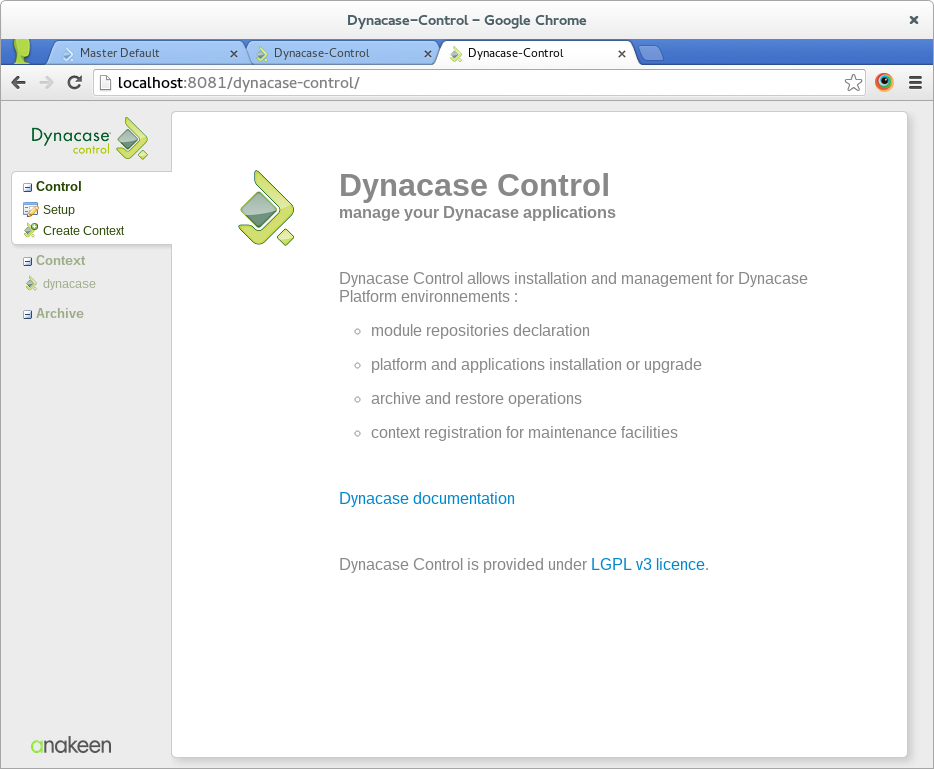 Dynacase-Control - Google Chrome
Master Default
Dynacase-Control
Dynacase-Control
localhost:8081/dynacase-control/
Dynacase
control
Control
Setup
Create Context
Context
dynacase
Archive
Dynacase Control
manage your Dynacase applications
Dynacase Control allows installation and management for Dynacase
Platform environnements :
module repositories declaration
platform and applications installation or upgrade
archive and restore operations
context registration for maintenance facilities
Dynacase documentation
Dynacase Control is provided under LGPL v3 licence.
anakeen